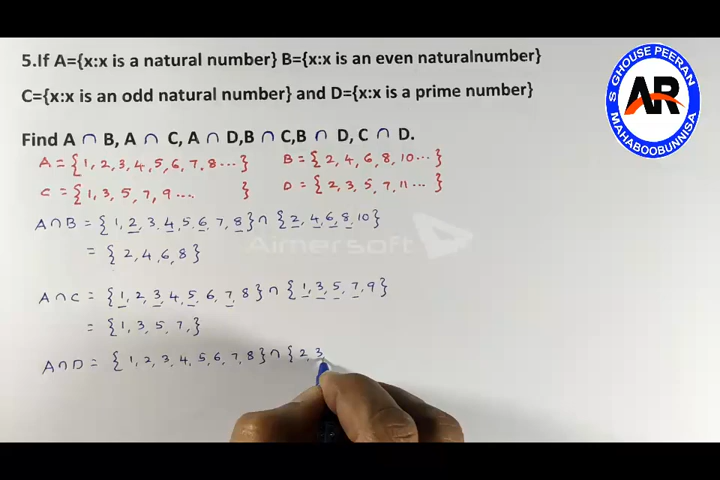 5.If A={x:x is a natural number} B={x:x is an even naturalnumber}
C={x:x is an odd natural number} and D={x:x is a prime number}
Find A ∩ B, A ∩ C, A ∩ D,B ∩ C,B ∩ D, C ∩ D.
A = {1, 2, 3, 4, 5, 6, 7, 8 ... } B = {2, 4, 6, 8, 10... }
C = {1, 3, 5, 7, 9 .... } D = {2, 3, 5, 7, 11 ... }
A∩B = {1, 2, 3. 4, 5. 6, 7, 8} ∩ {2, 4, 6, 8, 10}
= {2, 4, 6, 8}
A∩C = {1, 2, 3, 4, 5, 6, 7, 8} ∩ {1, 3, 5, 7, 9}
= {1, 3, 5, 7,}
A∩D = {1, 2, 3, 4, 5, 6, 7, 8} ∩ {2, 3,
S GHOUSE PEERAN
AR
MAHABOOBUNNISA
Aimersoft